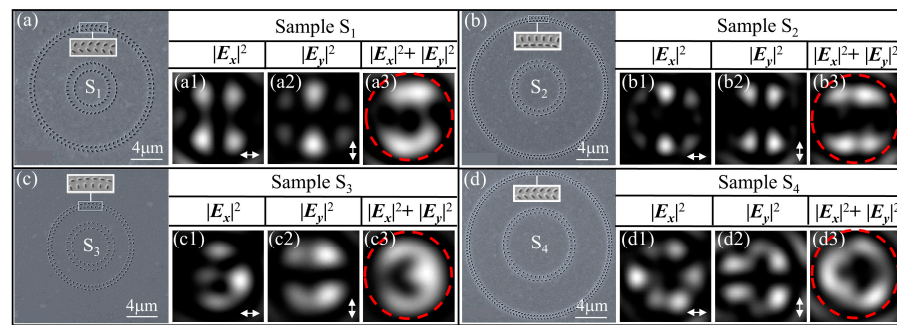 (a)
S1
4μm
Sample S1
|Ex|² |Ey|² |Ex|²+ |Ey|²
(a1) (a2) (a3)
(b)
S2
4μm
Sample S2
|Ex|² |Ey|² |Ex|²+ |Ey|²
(b1) (b2) (b3)
(c)
S3
4μm
Sample S3
|Ex|² |Ey|² |Ex|²+ |Ey|²
(c1) (c2) (c3)
(d)
S4
4μm
Sample S4
|Ex|² |Ey|² |Ex|²+ |Ey|²
(d1) (d2) (d3)